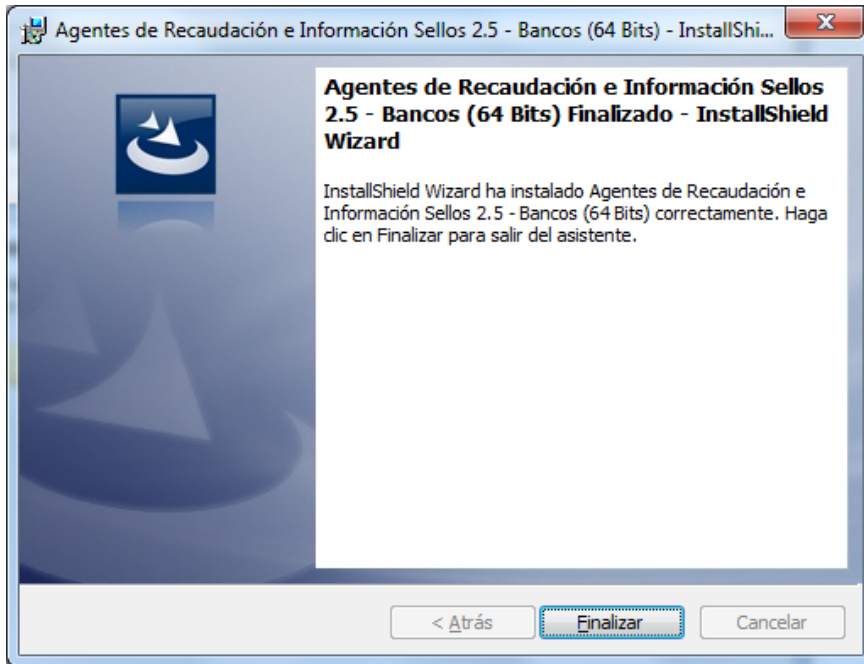 Agentes de Recaudación e Información Sellos 2.5 - Bancos (64 Bits) - InstallShi...
Agentes de Recaudación e Información Sellos
2.5 - Bancos (64 Bits) Finalizado - InstallShield
Wizard
InstallShield Wizard ha instalado Agentes de Recaudación e
Información Sellos 2.5 - Bancos (64 Bits) correctamente. Haga
clic en Finalizar para salir del asistente.
< Atrás
Finalizar
Cancelar